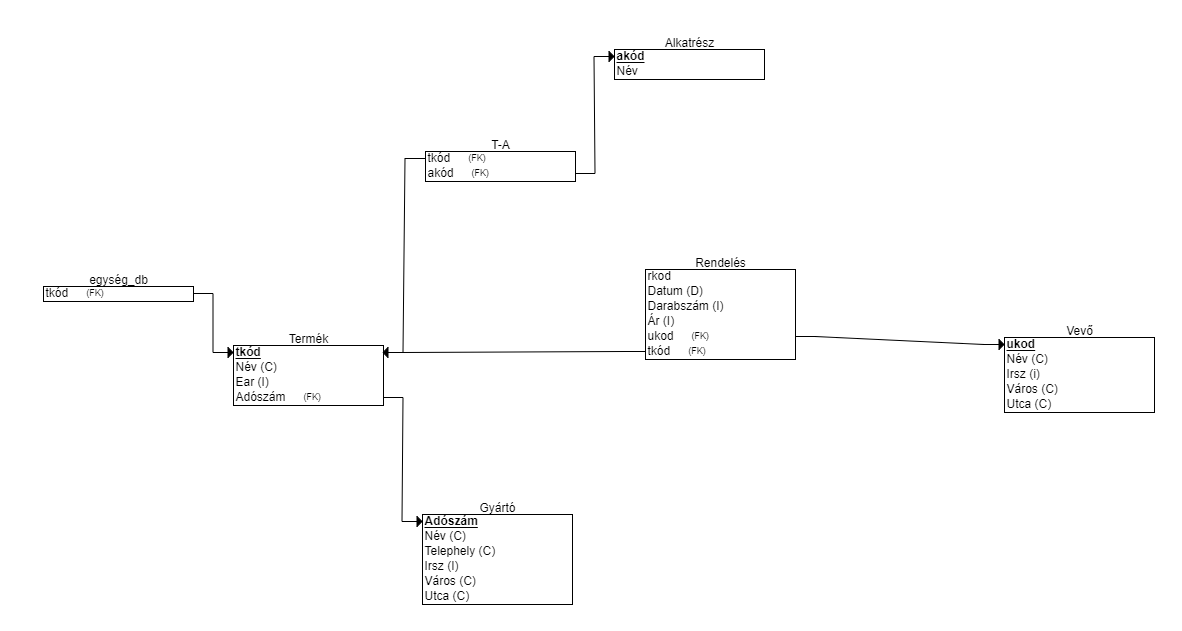 Alkatrész
akód
Név
T-A
tkód (FK)
akód (FK)
Rendelés
rkod
Datum (D)
Darabszám (I)
Ár (I)
ukod (FK)
tkód (FK)
egység_db
tkód (FK)
Termék
tkód
Név (C)
Ear (I)
Adószám (FK)
Vevő
ukod
Név (C)
Irsz (i)
Város (C)
Utca (C)
Gyártó
Adószám
Név (C)
Telephely (C)
Irsz (I)
Város (C)
Utca (C)